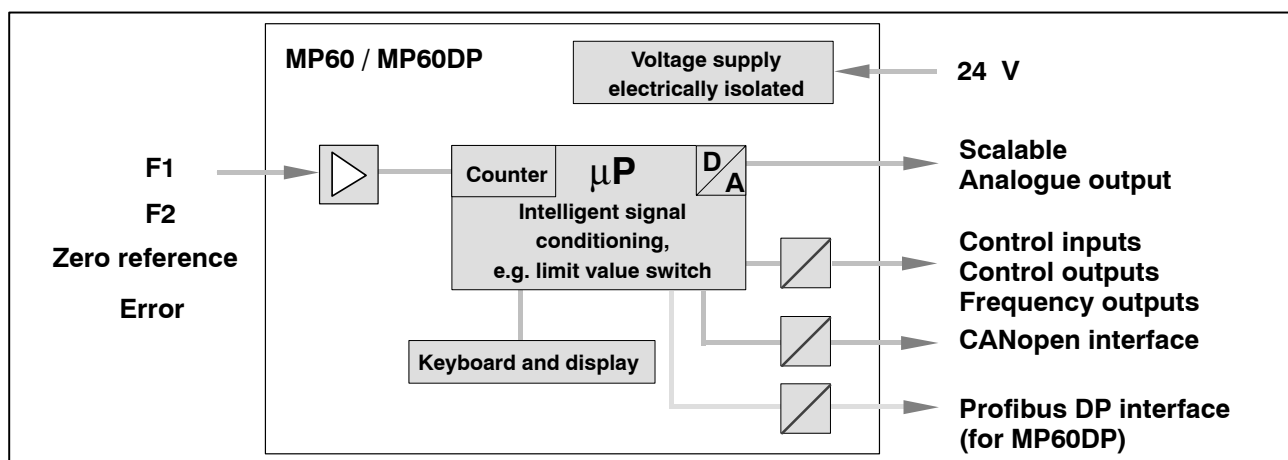 MP60 / MP60DP
Voltage supply
electrically isolated
24 V
F1
F2
Zero reference
Error
Counter
µP
D
A
Intelligent signal
conditioning,
e.g. limit value switch
Keyboard and display
Scalable
Analogue output
Control inputs
Control outputs
Frequency outputs
CANopen interface
Profibus DP interface
(for MP60DP)